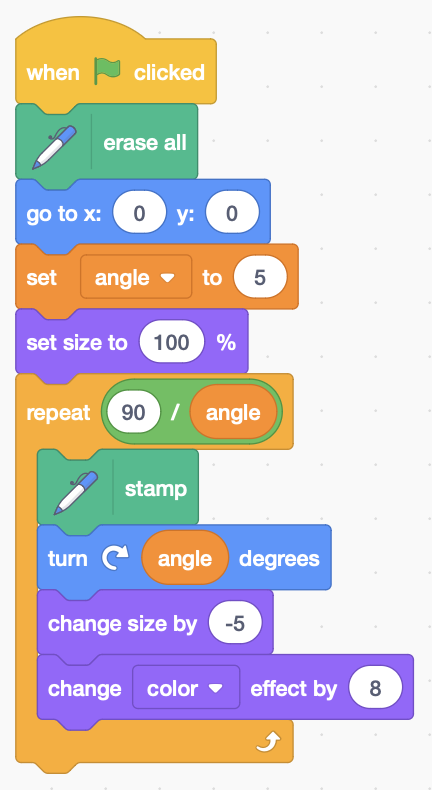 when clicked
erase all
go to x: 0 y: 0
set angle to 5
set size to 100 %
repeat 90 / angle
stamp
turn angle degrees
change size by -5
change color effect by 8